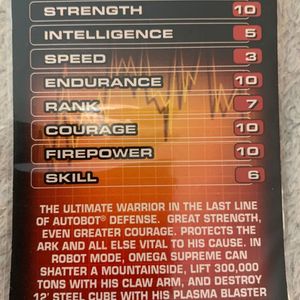 STRENGTH 10
INTELLIGENCE 5
SPEED 3
ENDURANCE 10
RANK 7
COURAGE 10
FIREPOWER 10
SKILL 6
THE ULTIMATE WARRIOR IN THE LAST LINE
OF AUTOBOT® DEFENSE. GREAT STRENGTH,
EVEN GREATER COURAGE. PROTECTS THE
ARK AND ALL ELSE VITAL TO HIS CAUSE. IN
ROBOT MODE, OMEGA SUPREME CAN
SHATTER A MOUNTAINSIDE, LIFT 300,000
TONS WITH HIS CLAW ARM, AND DESTROY
12' STEEL CUBE WITH HIS PLASMA BLASTER